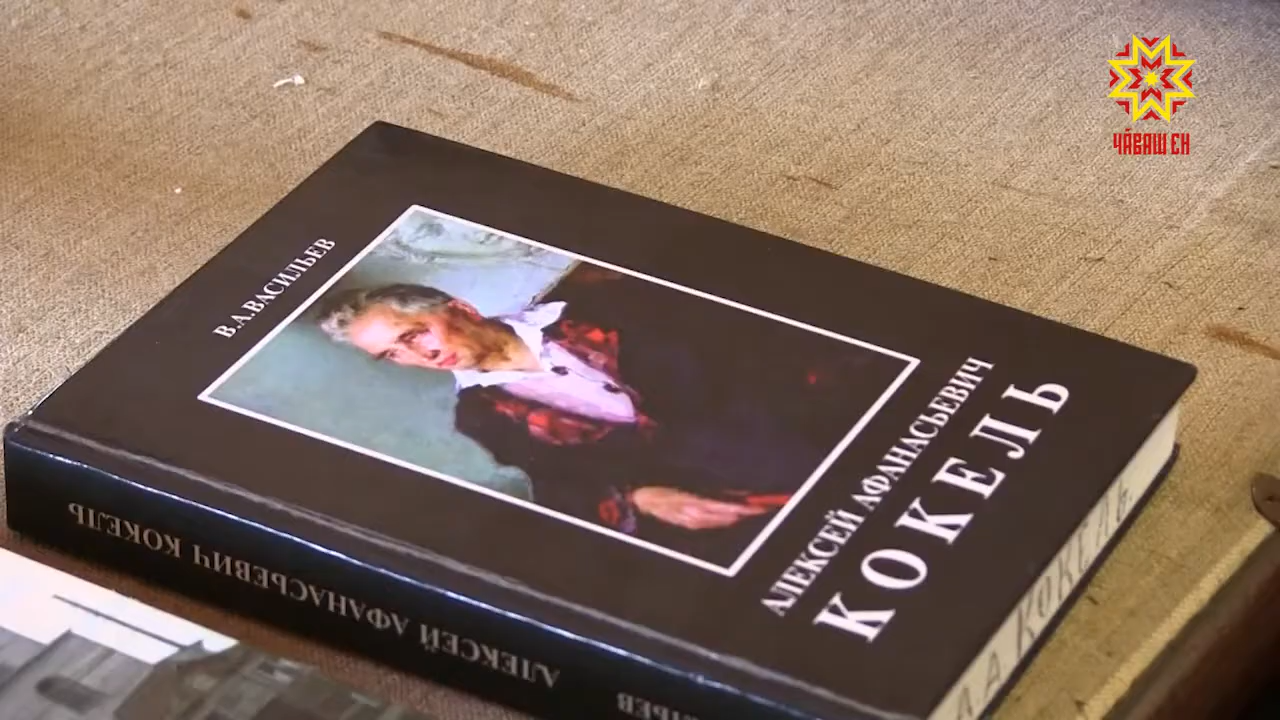 ЧӐВАШ ЕН
В.А.ВАСИЛЬЕВ
АЛЕКСЕЙ АФАНАСЬЕВИЧ
КОКЕЛЬ
АЛЕКСЕЙ АФАНАСЬЕВИЧ КОКЕЛЬ
А.А. КОКЕЛЬ.